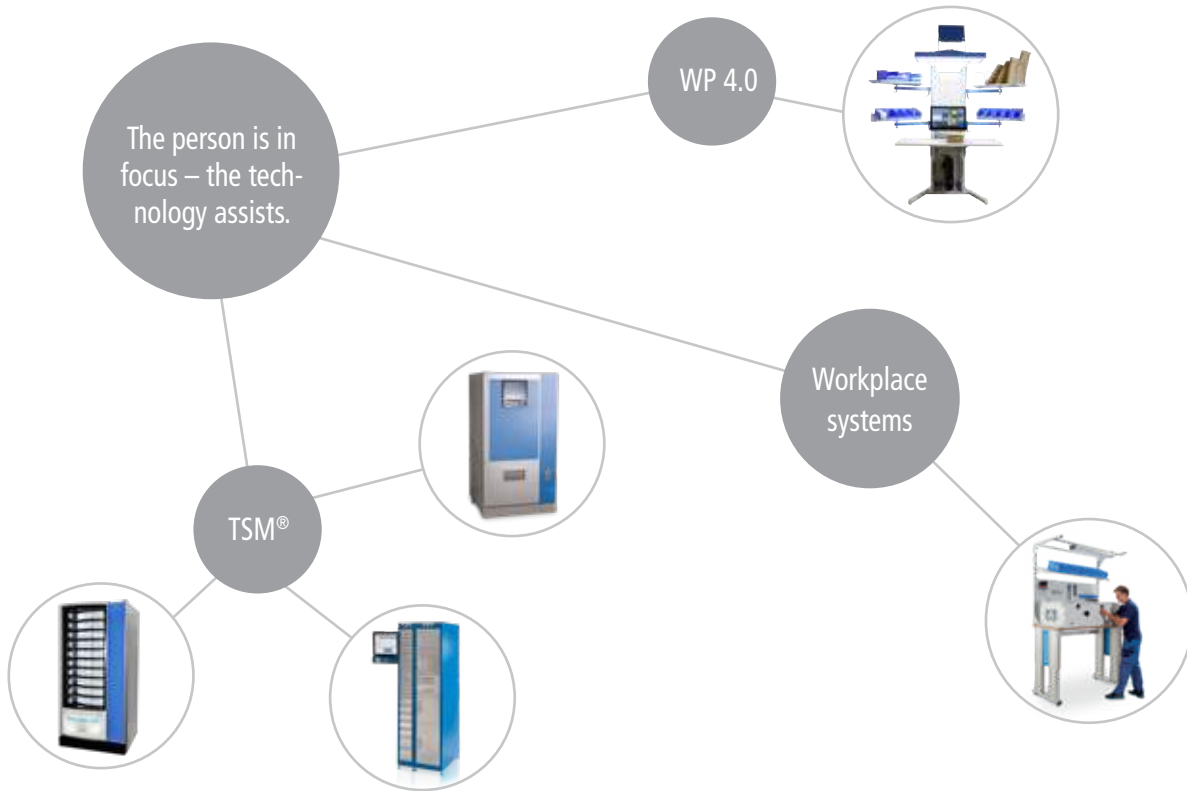 The person is in
focus – the tech-
nology assists.
WP 4.0
Workplace
systems
TSM®